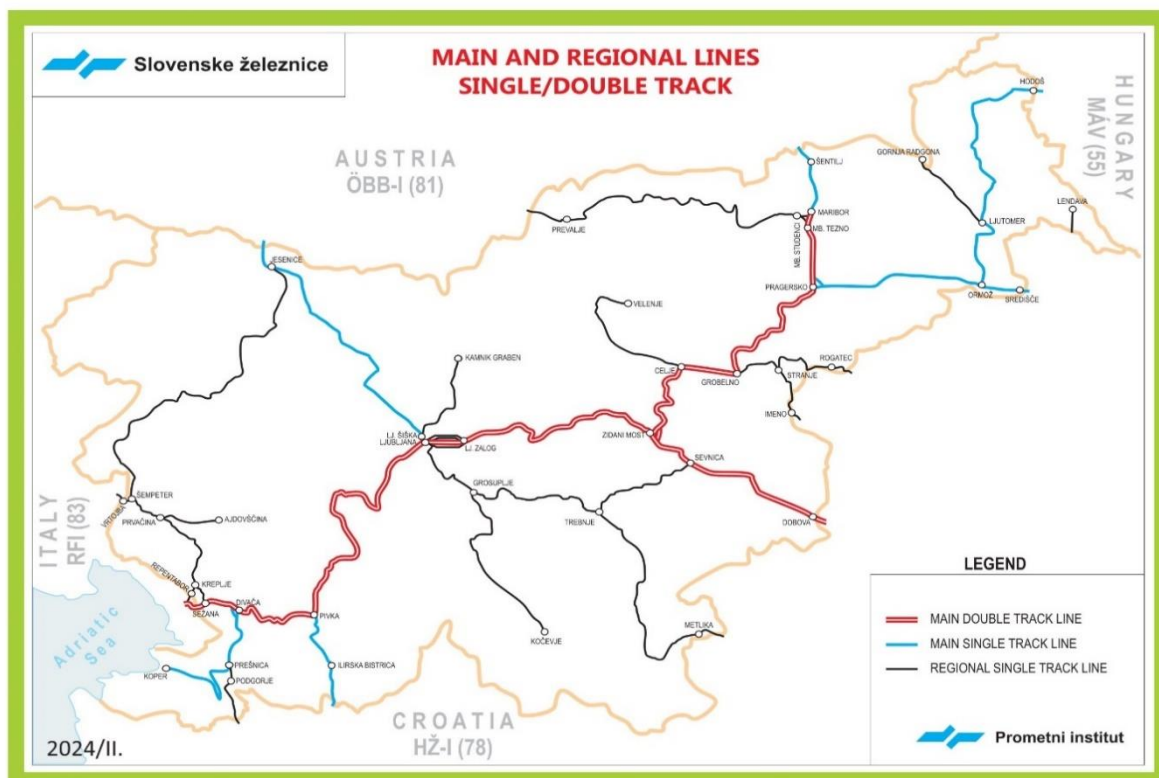 Slovenske železnice
MAIN AND REGIONAL LINES
SINGLE/DOUBLE TRACK
AUSTRIA
ÖBB-I (81)
HUNGARY
MÁV (55)
HODOŠ
GORNJA RADGONA
ŠENTILJ
LENDAVA
MARIBOR
PREVALJE
LJUTOMER
MB. TEZNO
MB. STUDENCI
JESENICE
PRAGERSKO
ORMOŽ
SREDIŠČE
VELENJE
KAMNIK GRABEN
CELJE
ROGATEC
GROBELNO
STRANJE
IMENO
LJ. ŠIŠKA
LJUBLJANA
LJ. ZALOG
ZIDANI MOST
SEVNICA
GROSUPLJE
ŠEMPETER
VRTOJBA
TREBNJE
PRVAČINA
AJDOVŠČINA
DOBOVA
ITALY
RFI (83)
REPENTABOR
KREPLJE
SEŽANA
DIVAČA
PIVKA
KOČEVJE
METLIKA
Adriatic
Sea
KOPER
PREŠNICA
PODGORJE
ILIRSKA BISTRICA
CROATIA
HŽ-I (78)
LEGEND
MAIN DOUBLE TRACK LINE
MAIN SINGLE TRACK LINE
REGIONAL SINGLE TRACK LINE
2024/II.
Prometni institut